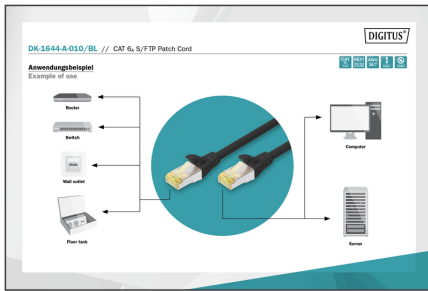 DIGITUS®
DK-1644-A-010/BL // CAT 6A S/FTP Patch Cord
Anwendungsbeispiel
Example of use
Router
Switch
Wall outlet
Floor tank
Computer
Server